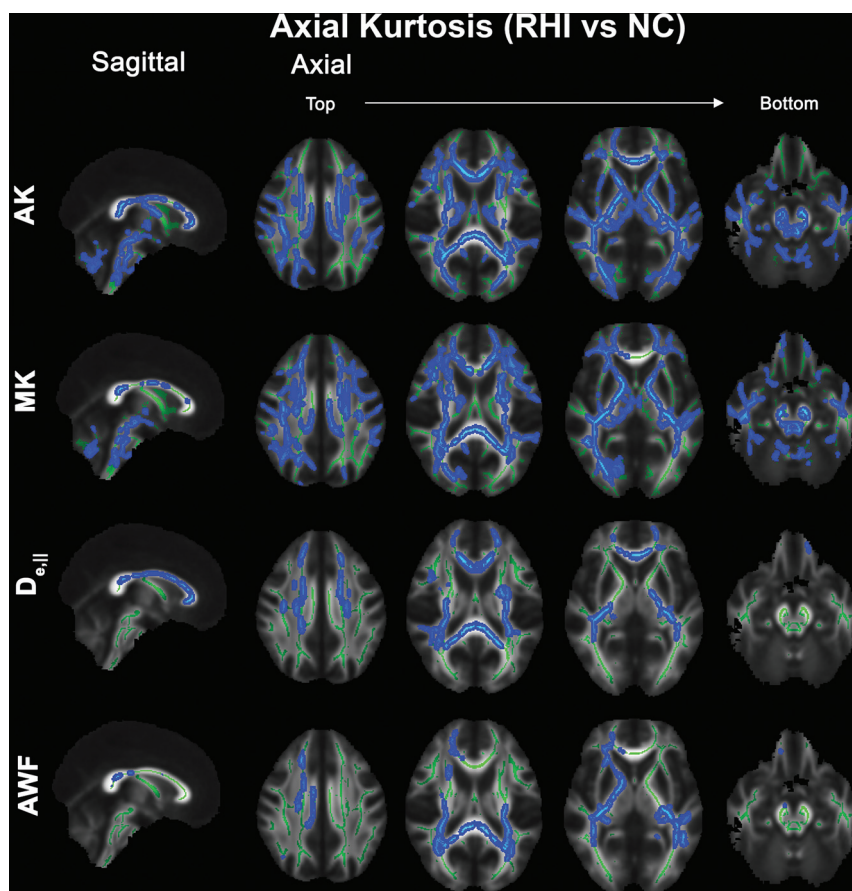 Axial Kurtosis (RHI vs NC)
Sagittal Axial
Top Bottom
AK
MK
De,||
AWF